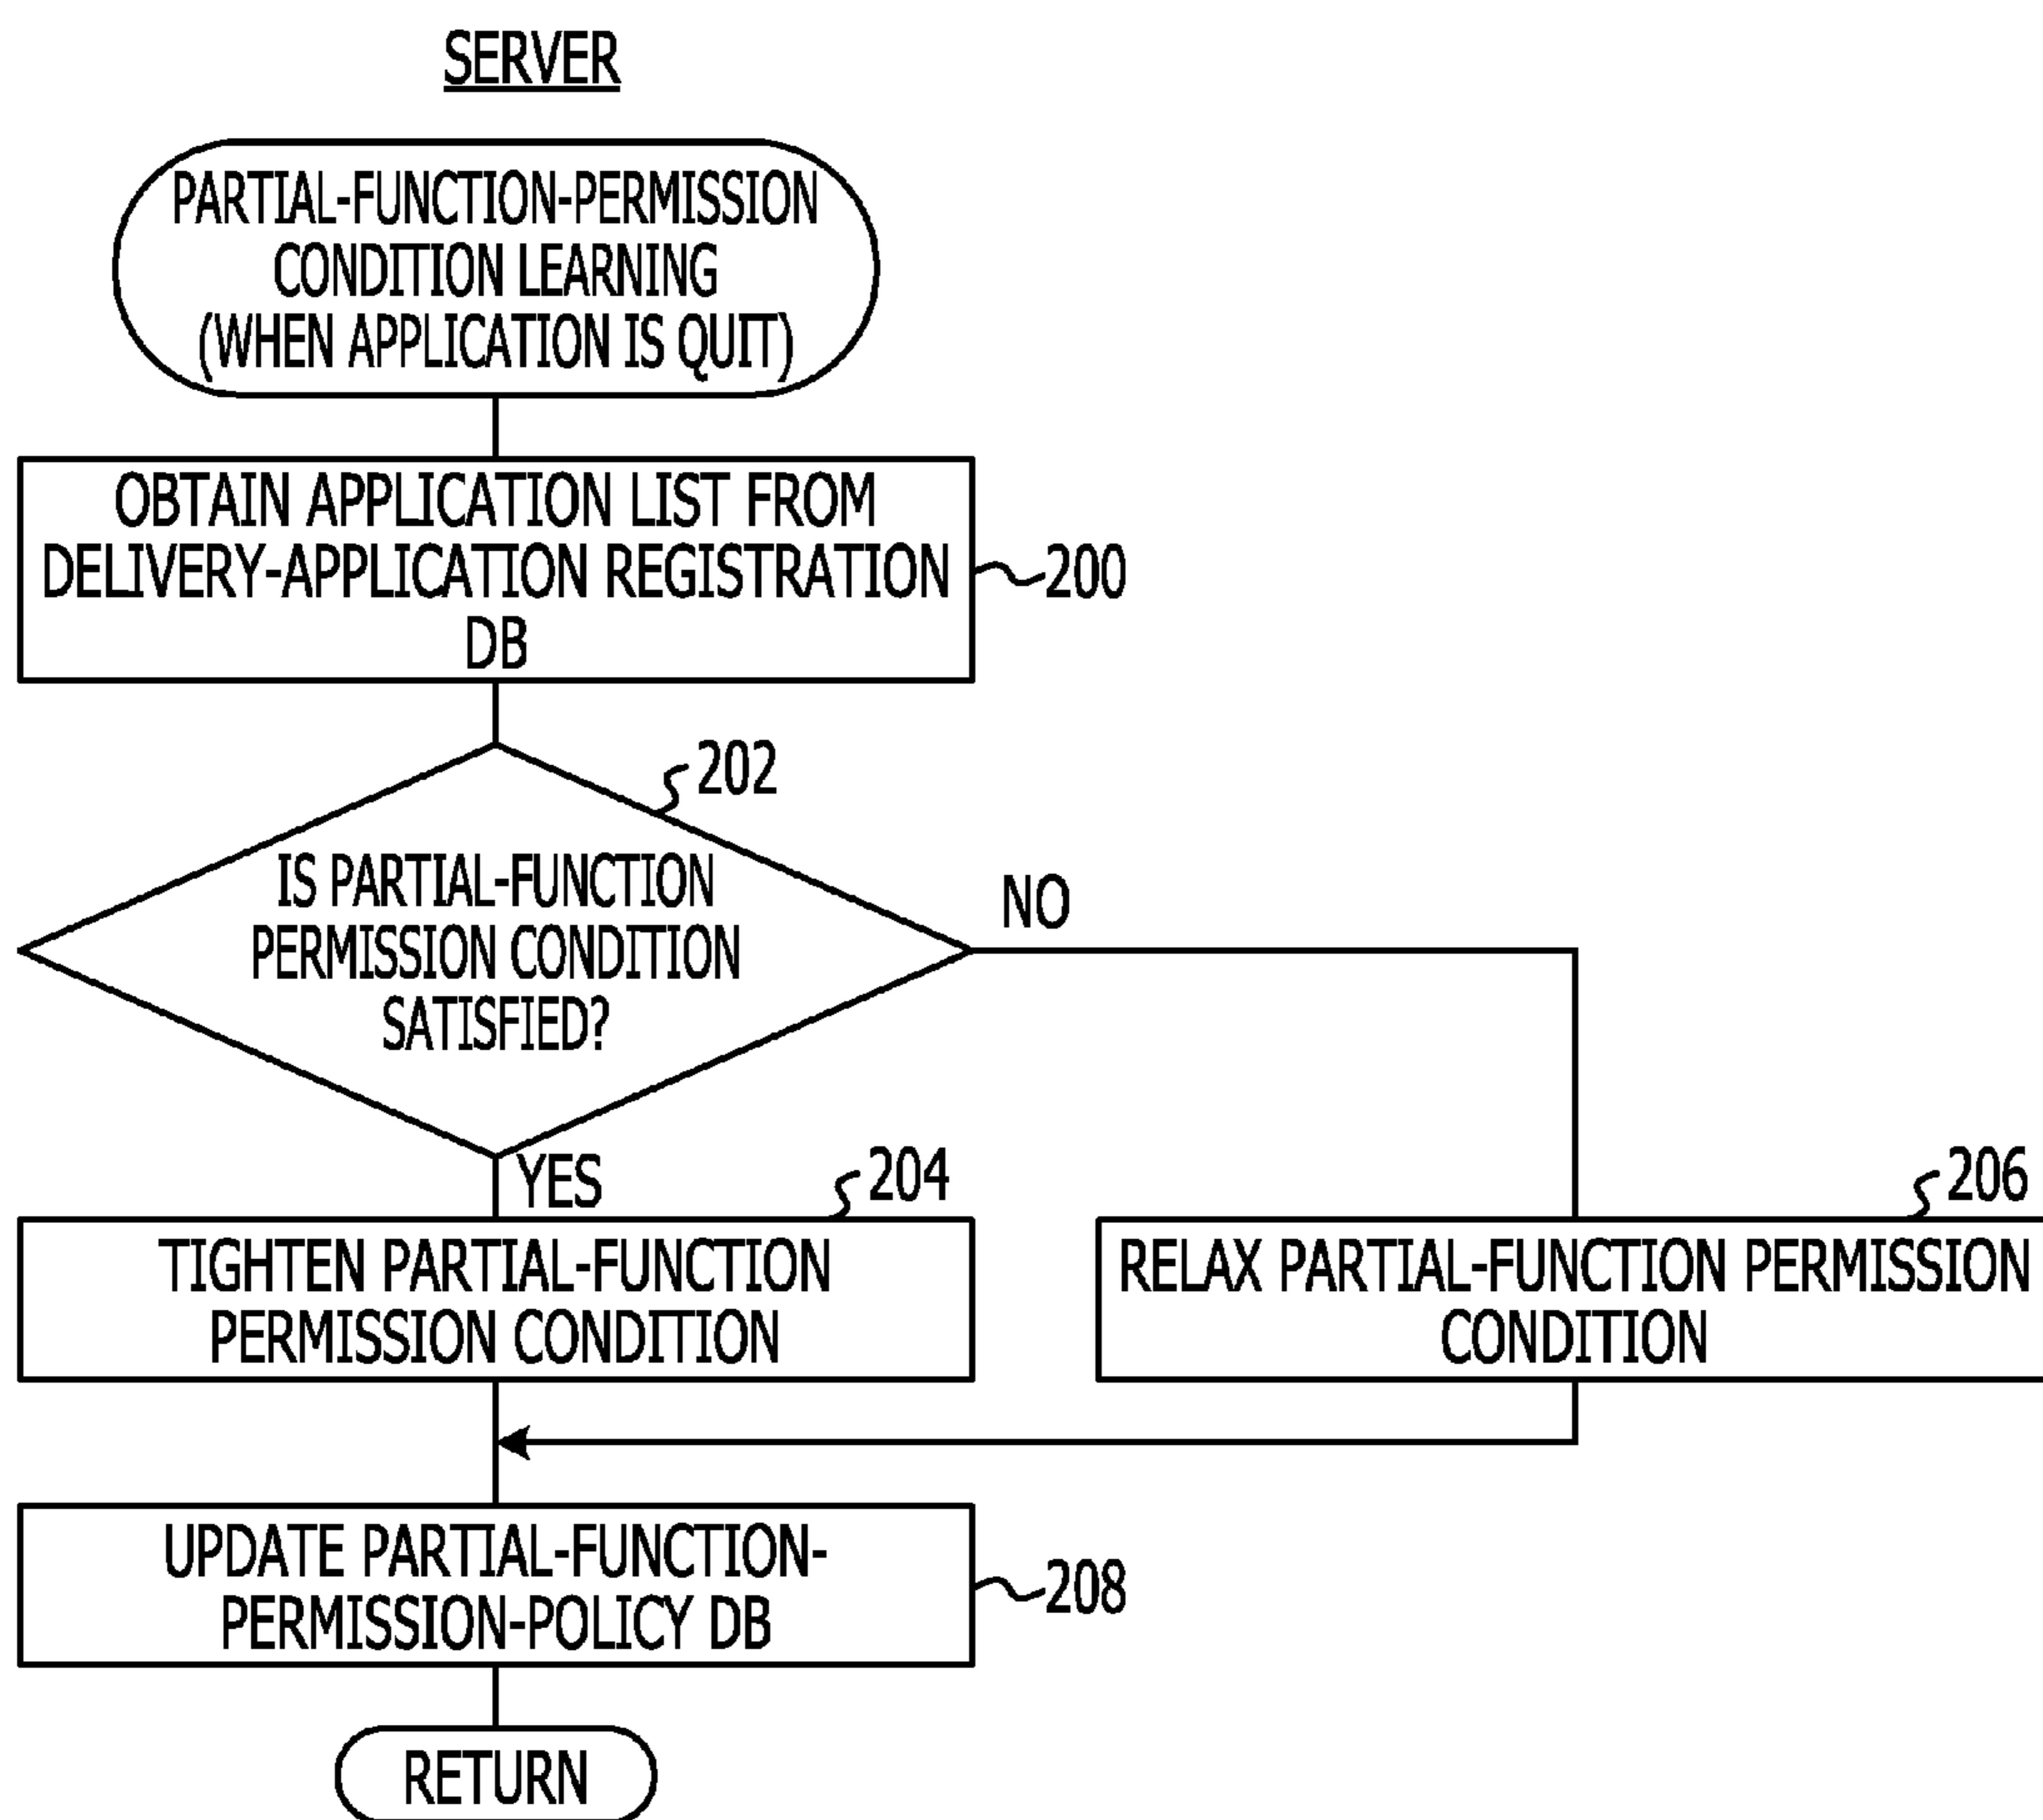 SERVER
PARTIAL-FUNCTION-PERMISSION
CONDITION LEARNING
(WHEN APPLICATION IS QUIT)
OBTAIN APPLICATION LIST FROM
DELIVERY-APPLICATION REGISTRATION
DB
200
202
IS PARTIAL-FUNCTION
PERMISSION CONDITION
SATISFIED?
NO
YES
204
TIGHTEN PARTIAL-FUNCTION
PERMISSION CONDITION
206
RELAX PARTIAL-FUNCTION PERMISSION
CONDITION
UPDATE PARTIAL-FUNCTION-
PERMISSION-POLICY DB
208
RETURN